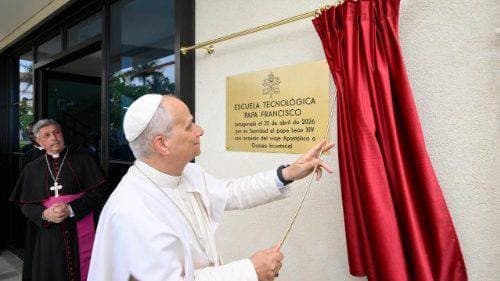 ESCUELA TECNOLÓGICA
PAPA FRANCISCO
Inaugurada el 22 de abril de 2026
por su Santidad el papa León XIV
con ocasión del viaje Apostólico a
Guinea Ecuatorial